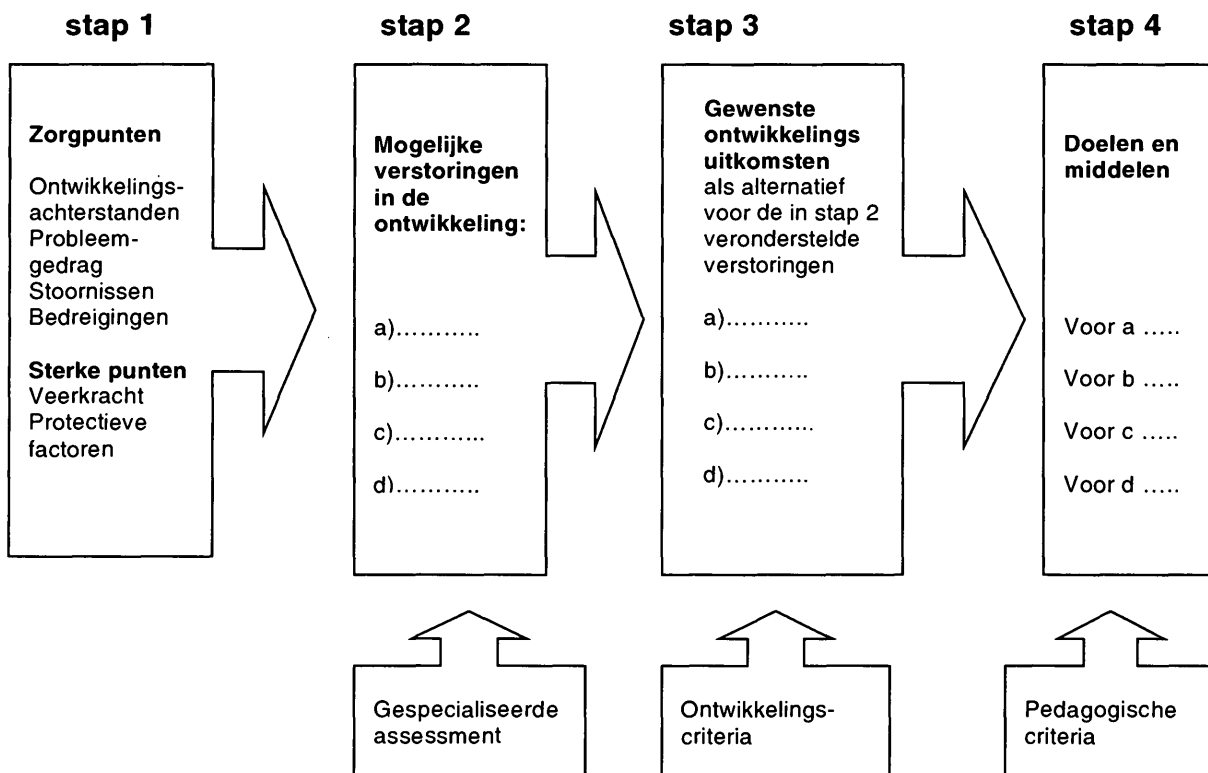 stap 1
stap 2
stap 3
stap 4
Zorgpunten
Ontwikkelings-
achterstanden
Probleem-
gedrag
Stoornissen
Bedreigingen
Sterke punten
Veerkracht
Protectieve
factoren
Mogelijke
verstoringen
in de
ontwikkeling:
a)...........
b)...........
c)............
d)...........
Gewenste
ontwikkelings
uitkomsten
als alternatief
voor de in stap 2
veronderstelde
verstoringen
a)...........
b)...........
c)............
d)...........
Doelen en
middelen
Voor a .....
Voor b .....
Voor c .....
Voor d .....
Gespecialiseerde
assessment
Ontwikkelings-
criteria
Pedagogische
criteria